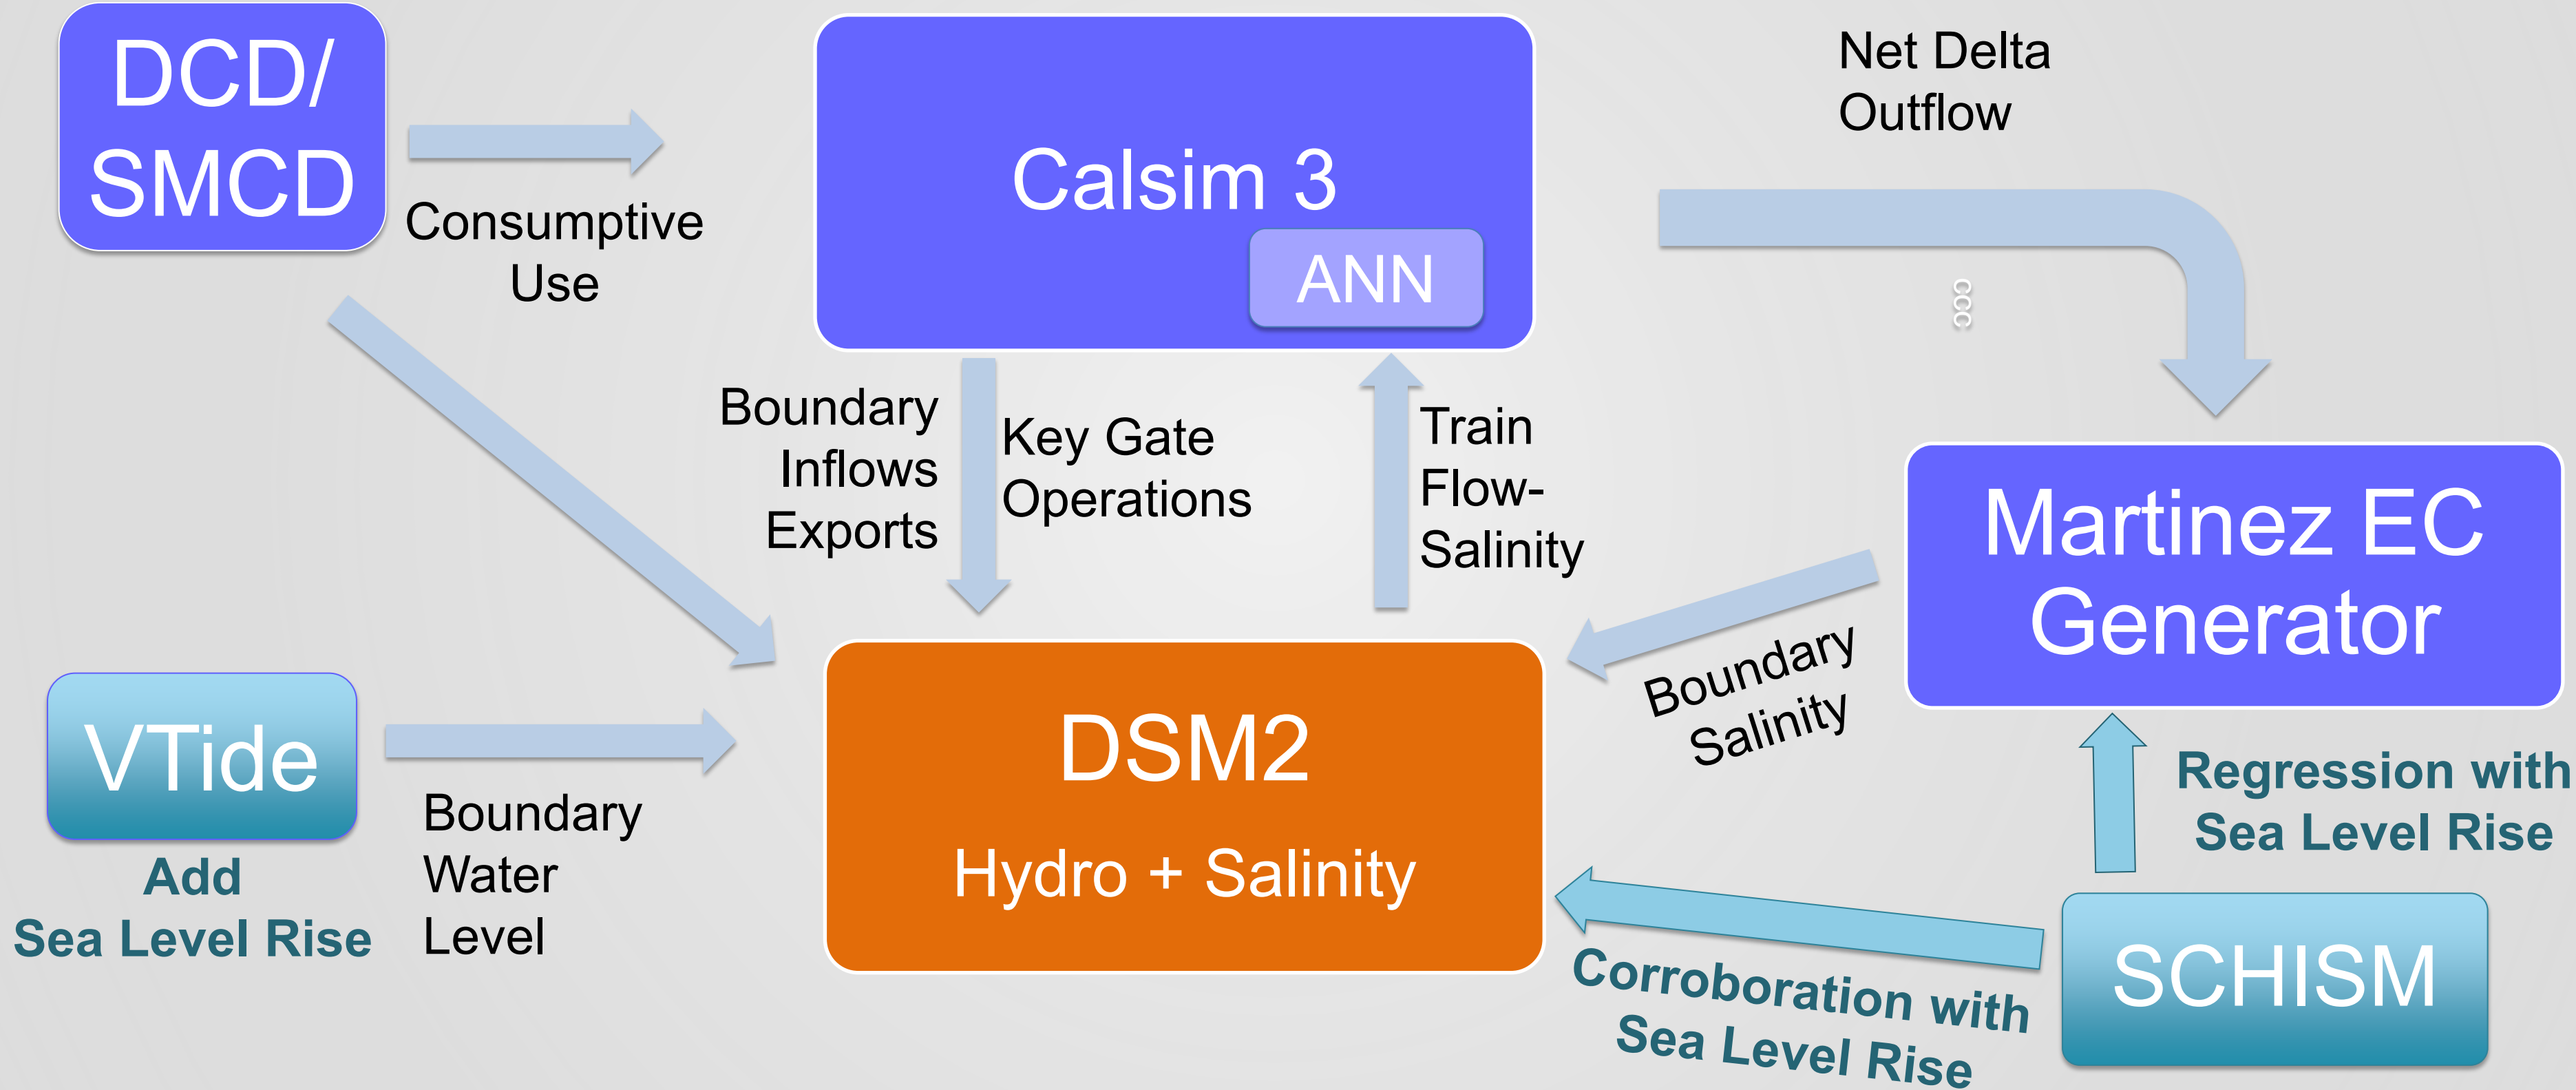 DCD/
SMCD
Consumptive
Use
Calsim 3
ANN
Net Delta
Outflow
ccc
Boundary
Inflows
Exports
Key Gate
Operations
Train
Flow-
Salinity
Martinez EC
Generator
Boundary
Salinity
VTide
Add
Sea Level Rise
Boundary
Water
Level
DSM2
Hydro + Salinity
Regression with
Sea Level Rise
Corroboration with
Sea Level Rise
SCHISM